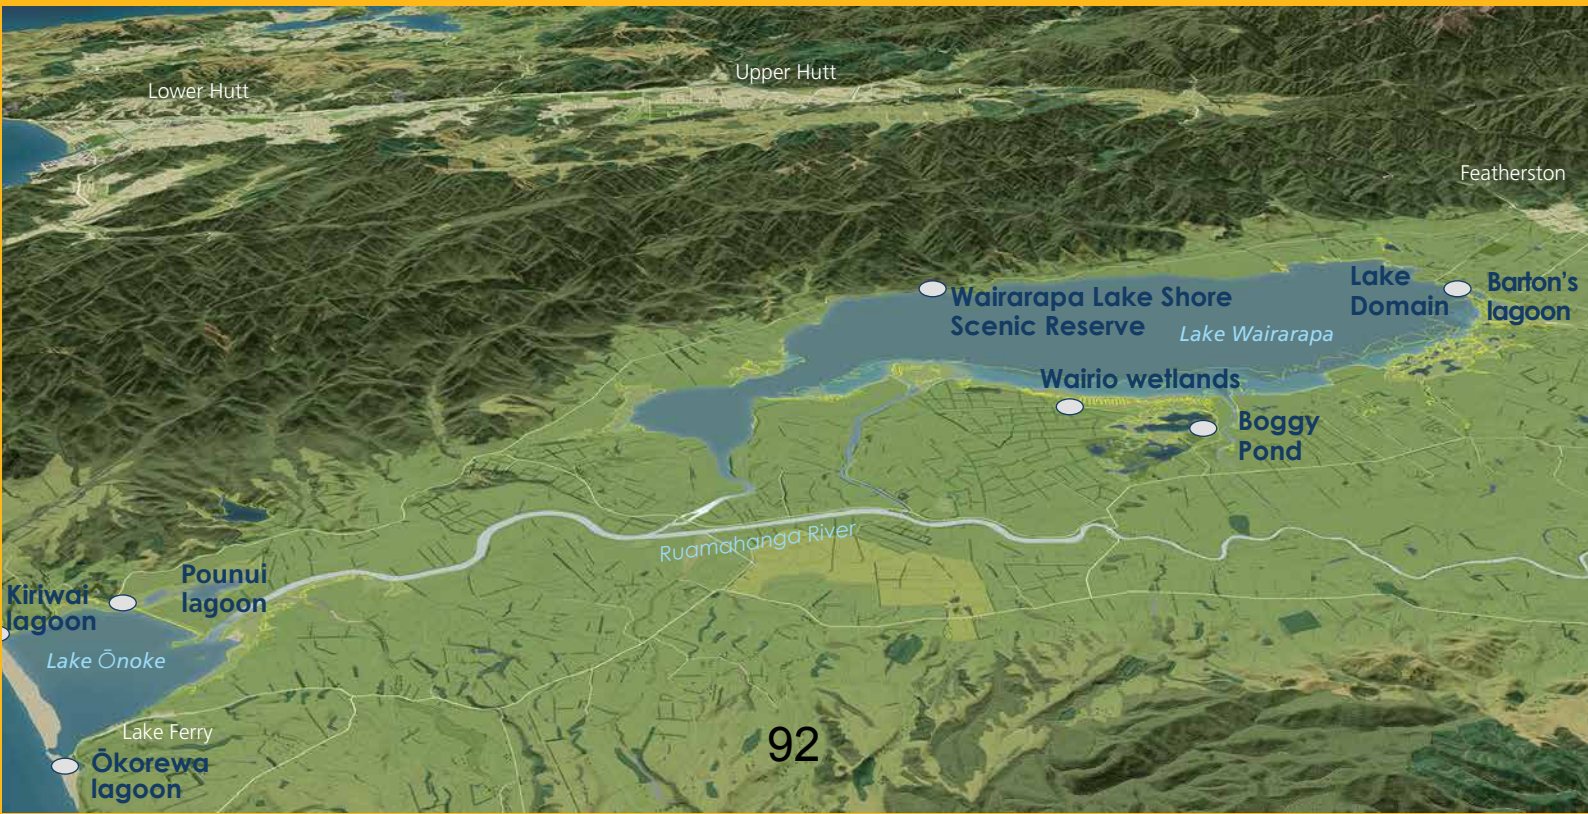 Lower Hutt
Upper Hutt
Featherston
Wairarapa Lake Shore
Scenic Reserve
Lake Wairarapa
Lake
Domain
Barton's
lagoon
Wairio wetlands
Boggy
Pond
Ruamahanga River
Pounui
lagoon
Kiriwai
lagoon
Lake Ōnoke
Lake Ferry
Ōkorewa
lagoon
92